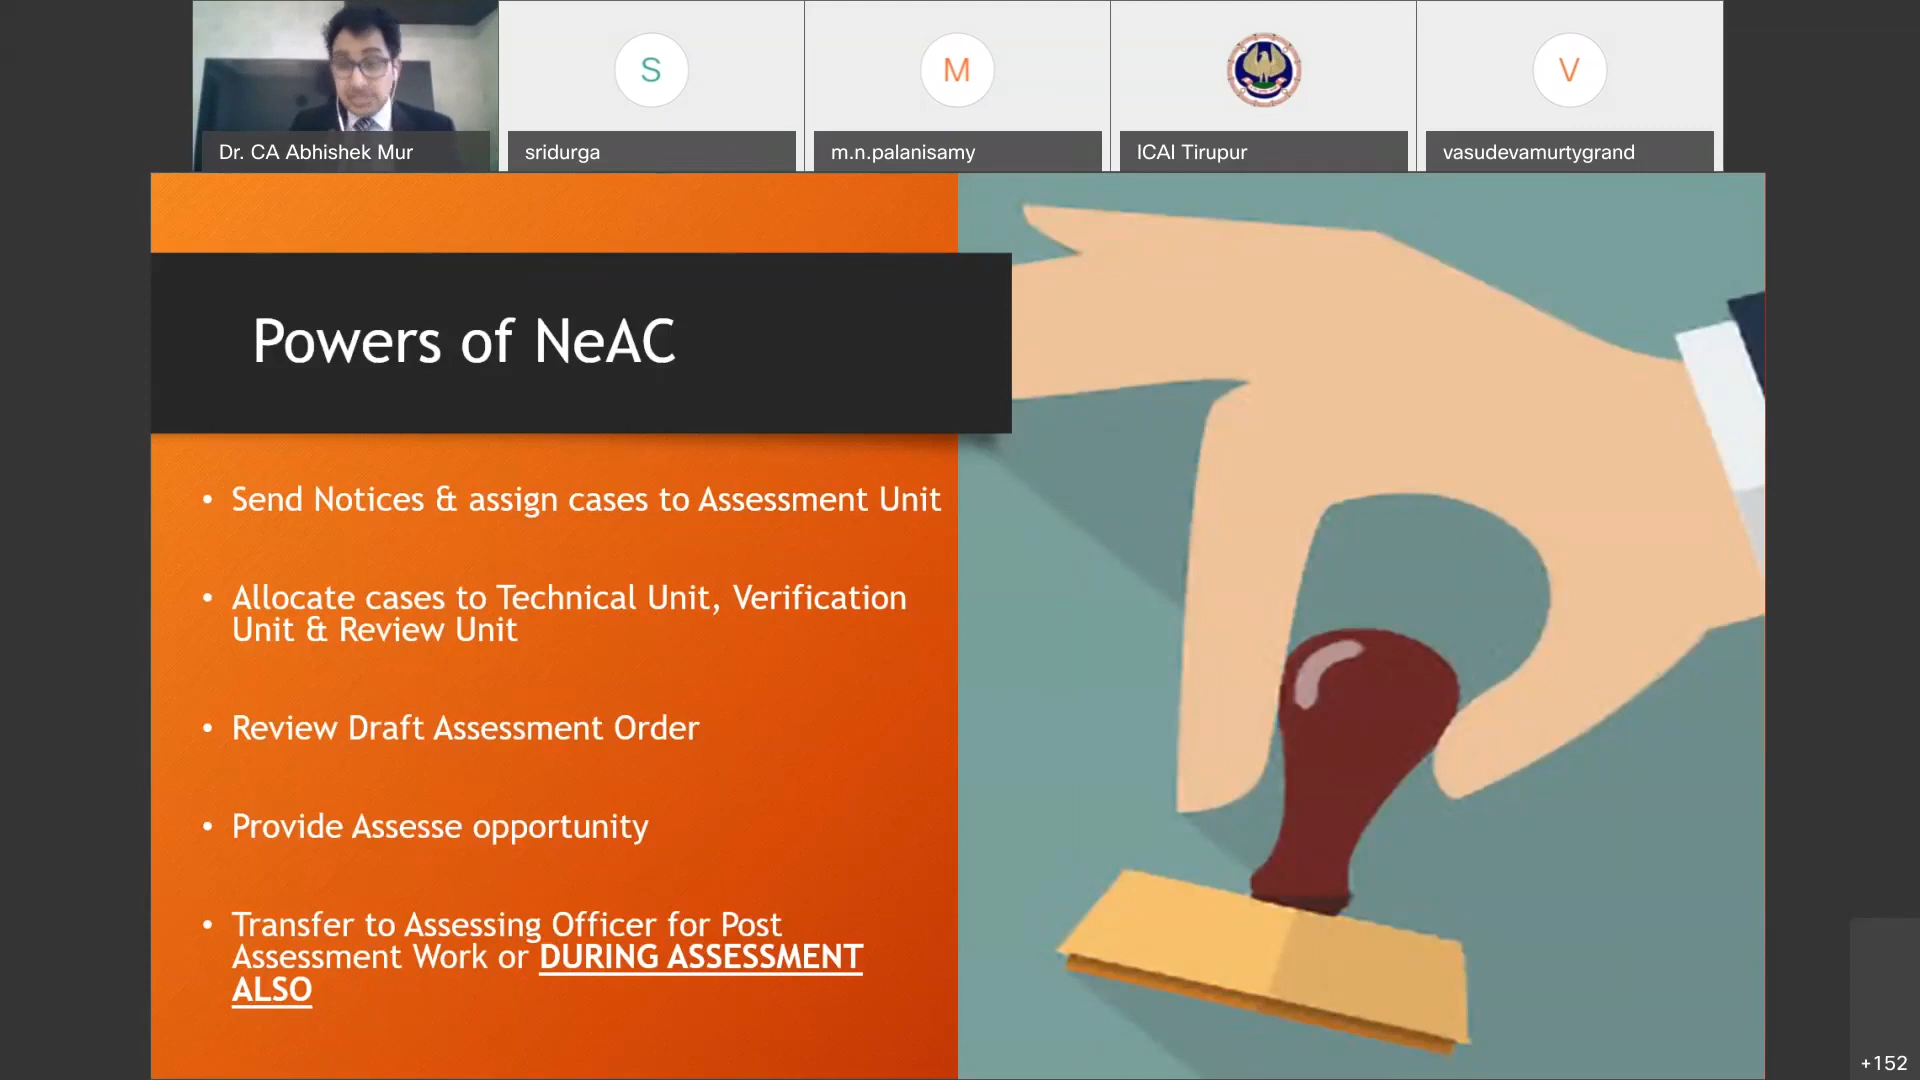 Dr. CA Abhishek Mur
S
sridurga
M
m.n.palanisamy
ICAI Tirupur
V
vasudevamurtygrand
Powers of NeAC
• Send Notices & assign cases to Assessment Unit
• Allocate cases to Technical Unit, Verification
Unit & Review Unit
• Review Draft Assessment Order
• Provide Assesse opportunity
• Transfer to Assessing Officer for Post
Assessment Work or DURING ASSESSMENT
ALSO
+152